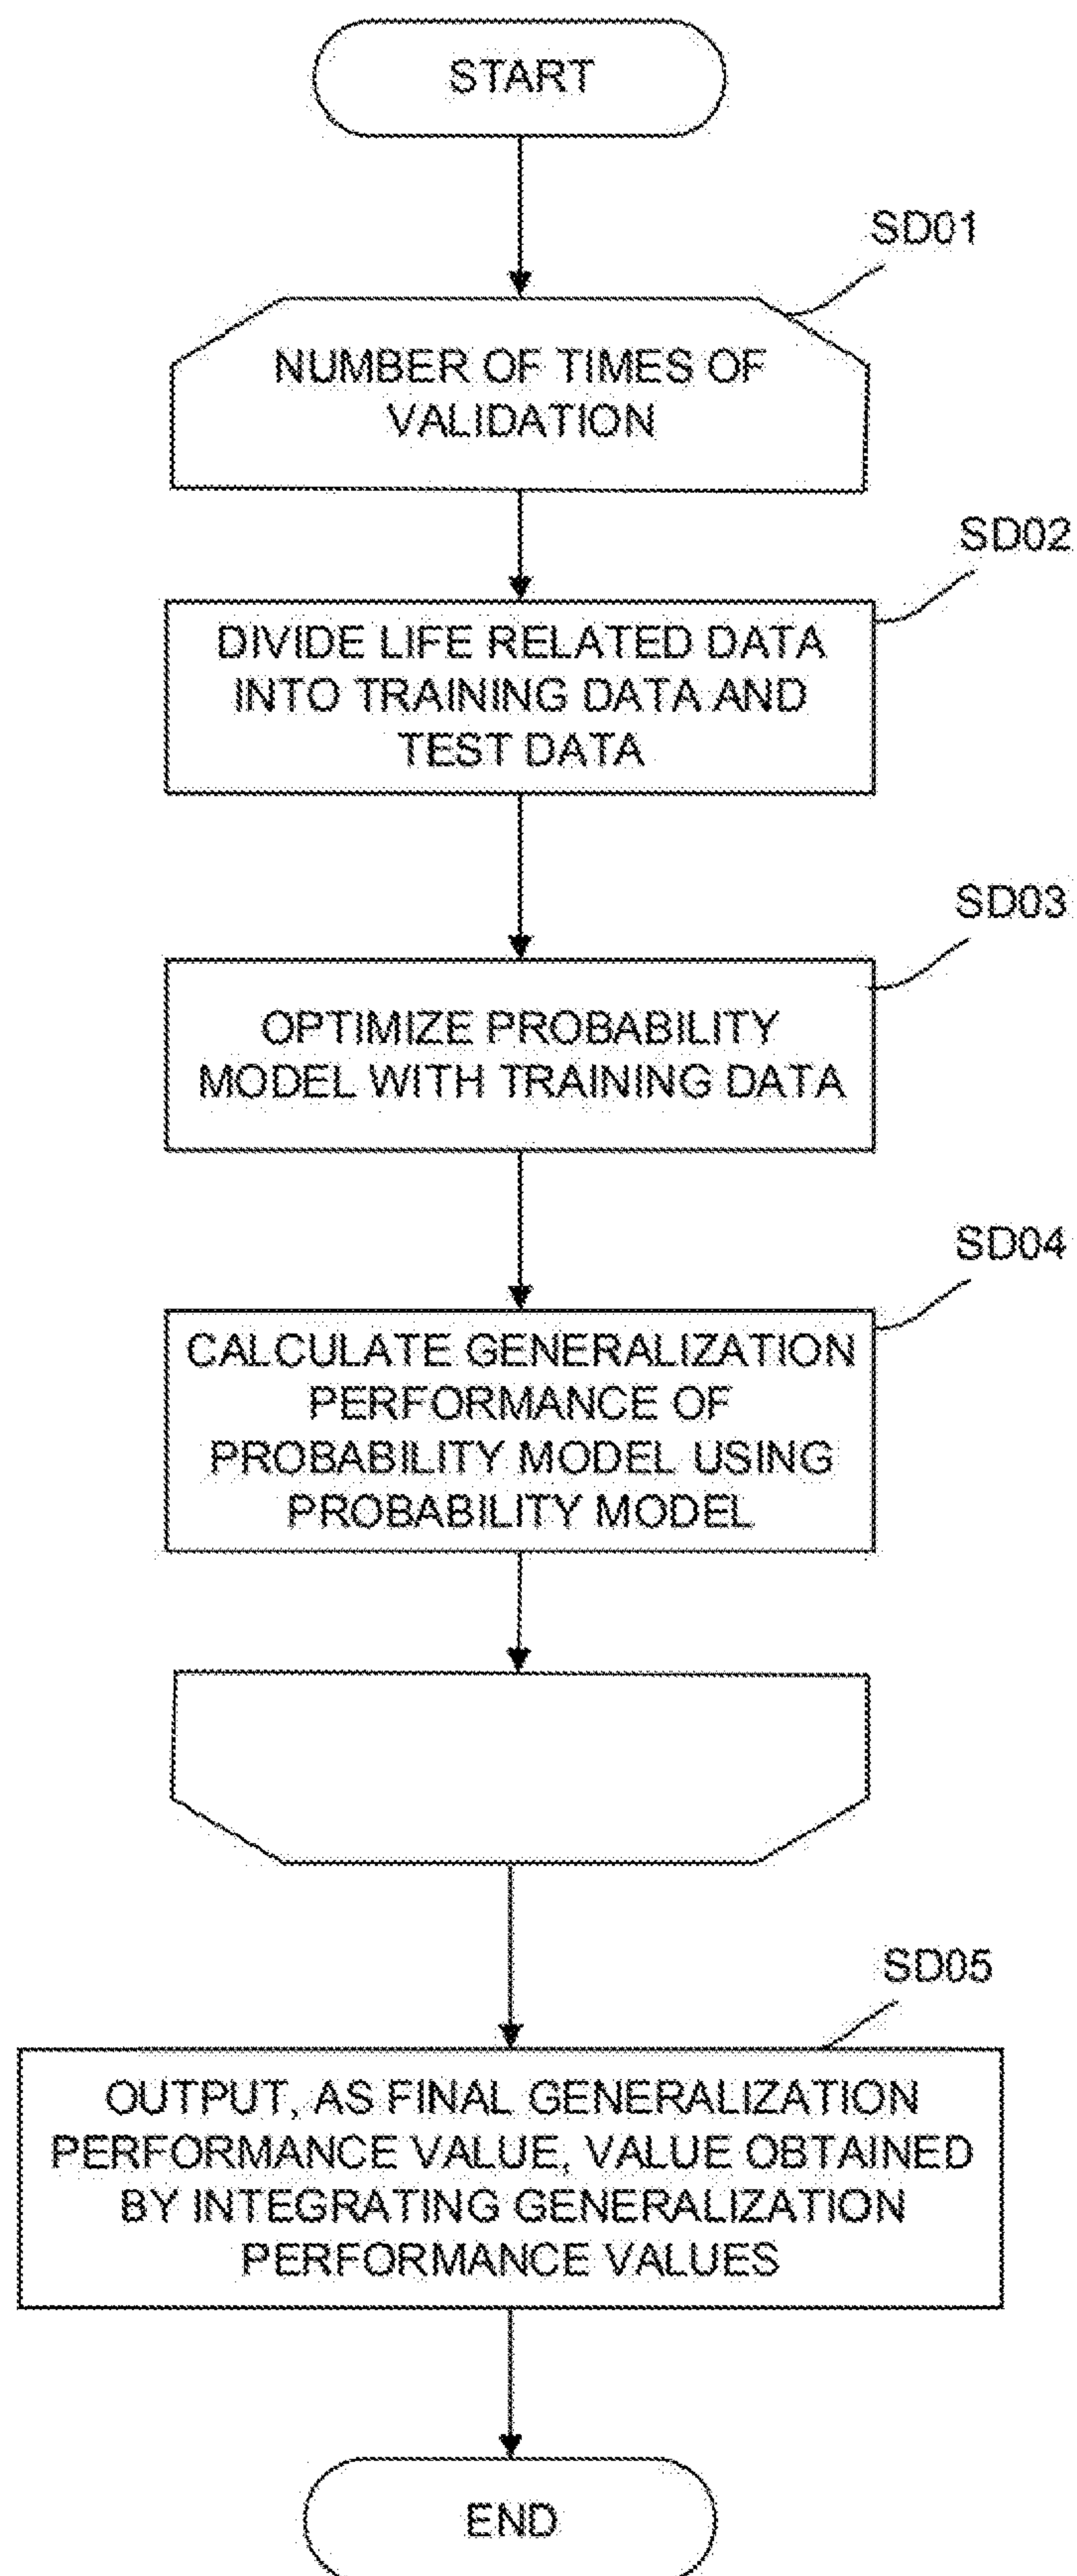 START
SD01
NUMBER OF TIMES OF
VALIDATION
SD02
DIVIDE LIFE RELATED DATA
INTO TRAINING DATA AND
TEST DATA
SD03
OPTIMIZE PROBABILITY
MODEL WITH TRAINING DATA
SD04
CALCULATE GENERALIZATION
PERFORMANCE OF
PROBABILITY MODEL USING
PROBABILITY MODEL
SD05
OUTPUT, AS FINAL GENERALIZATION
PERFORMANCE VALUE, VALUE OBTAINED
BY INTEGRATING GENERALIZATION
PERFORMANCE VALUES
END